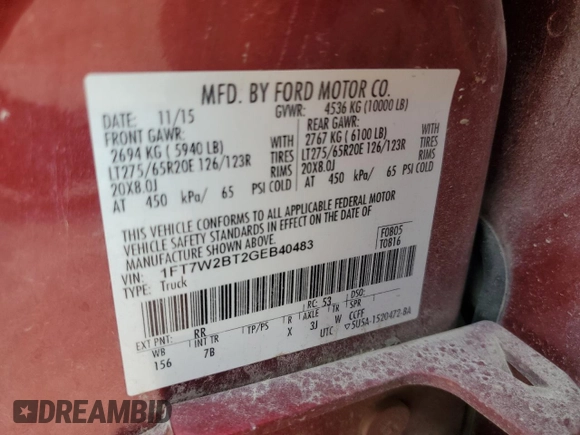 MFD. BY FORD MOTOR CO.
DATE: 11/15 GVWR: 4536 KG (10000 LB)
FRONT GAWR: REAR GAWR:
2694 KG ( 5940 LB) WITH 2767 KG ( 6100 LB) WITH
LT275/65R20E 126/123R TIRES LT275/65R20E 126/123R TIRES
20X8.0J RIMS 20X8.0J RIMS
AT 450 kPa/ 65 PSI COLD AT 450 kPa/ 65 PSI COLD
THIS VEHICLE CONFORMS TO ALL APPLICABLE FEDERAL MOTOR
VEHICLE SAFETY STANDARDS IN EFFECT ON THE DATE OF
MANUFACTURE SHOWN ABOVE.
F0805
T0816
VIN: 1FT7W2BT2GEB40483
TYPE: Truck
EXT PNT: RR RC: 53 DSO:
WB INT TR TP/PS R AXLE TR SPR
156 7B X 3J W CCFF
UTC ▽5U5A-1520472-BA
DREAMBID